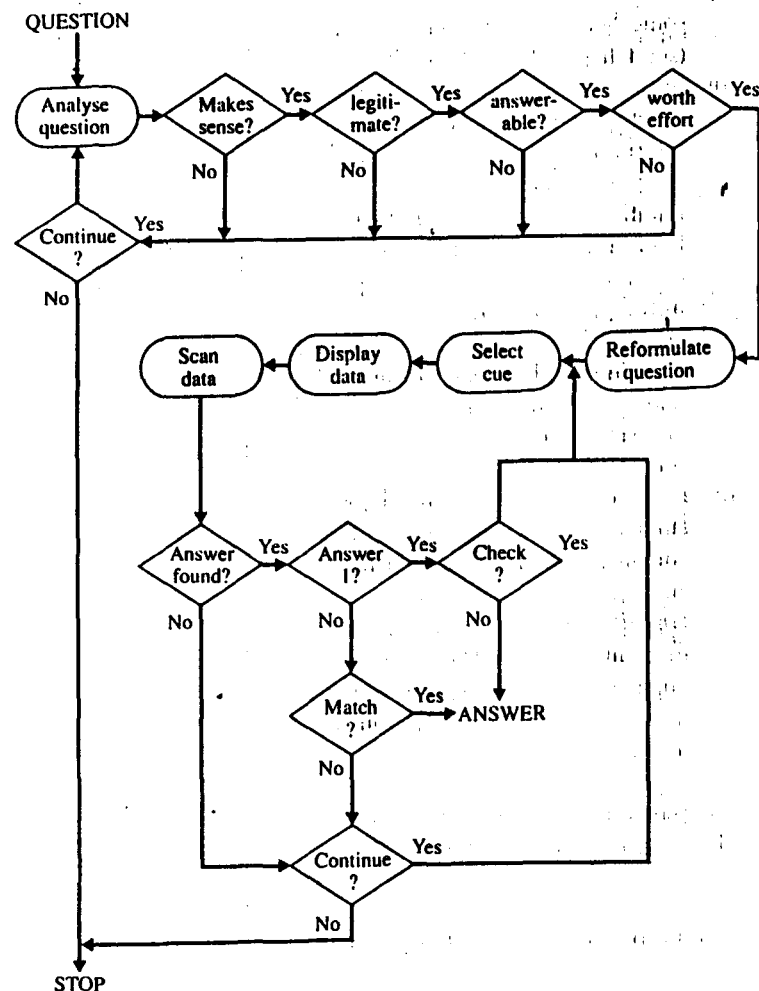 QUESTION
Analyse
question
Makes
sense?
Yes
legiti-
mate?
Yes
answer-
able?
Yes
worth
effort
Yes
No
No
No
No
Continue
?
Yes
No
Scan
data
Display
data
Select
cue
Reformulate
question
Answer
found?
Yes
Answer
1?
Yes
Check
?
Yes
No
No
No
Match
?
Yes
ANSWER
No
Continue
?
Yes
No
STOP